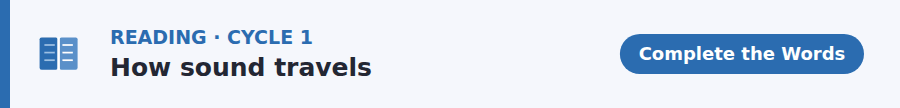 READING · CYCLE 1
How sound travels
Complete the Words